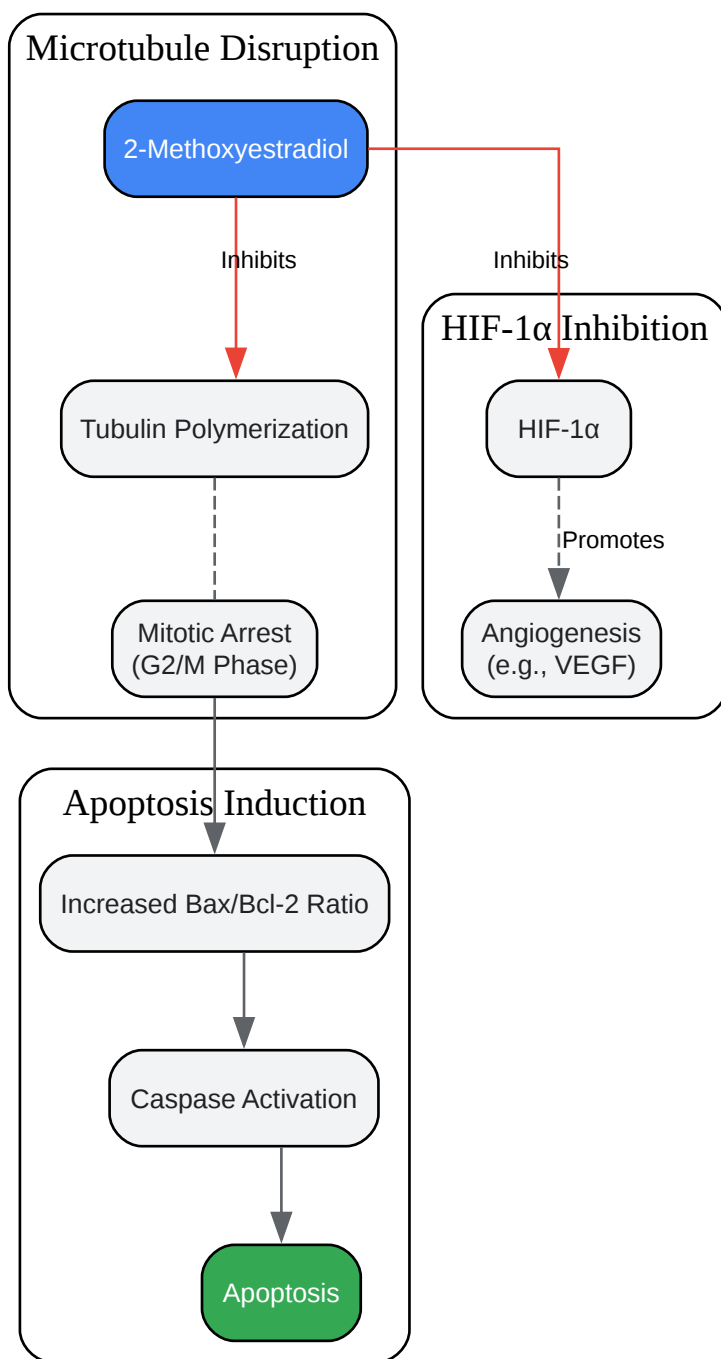 Microtubule Disruption
2-Methoxyestradiol
Inhibits
Inhibits
HIF-1α Inhibition
Tubulin Polymerization
HIF-1α
Promotes
Mitotic Arrest
(G2/M Phase)
Angiogenesis
(e.g., VEGF)
Apoptosis Induction
Increased Bax/Bcl-2 Ratio
Caspase Activation
Apoptosis